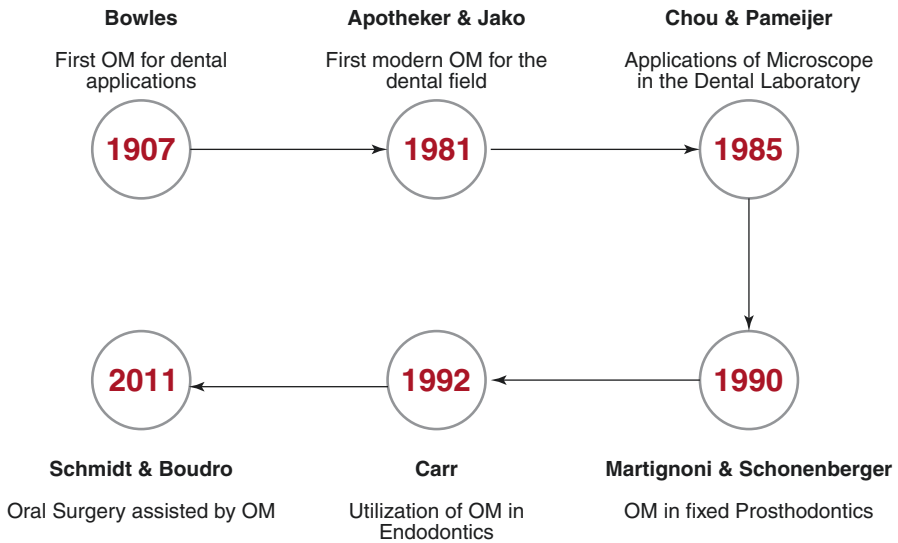 Bowles
First OM for dental
applications
1907
Apotheker & Jako
First modern OM for the
dental field
1981
Chou & Pameijer
Applications of Microscope
in the Dental Laboratory
1985
1990
Martignoni & Schonenberger
OM in fixed Prosthodontics
1992
Carr
Utilization of OM in
Endodontics
2011
Schmidt & Boudro
Oral Surgery assisted by OM